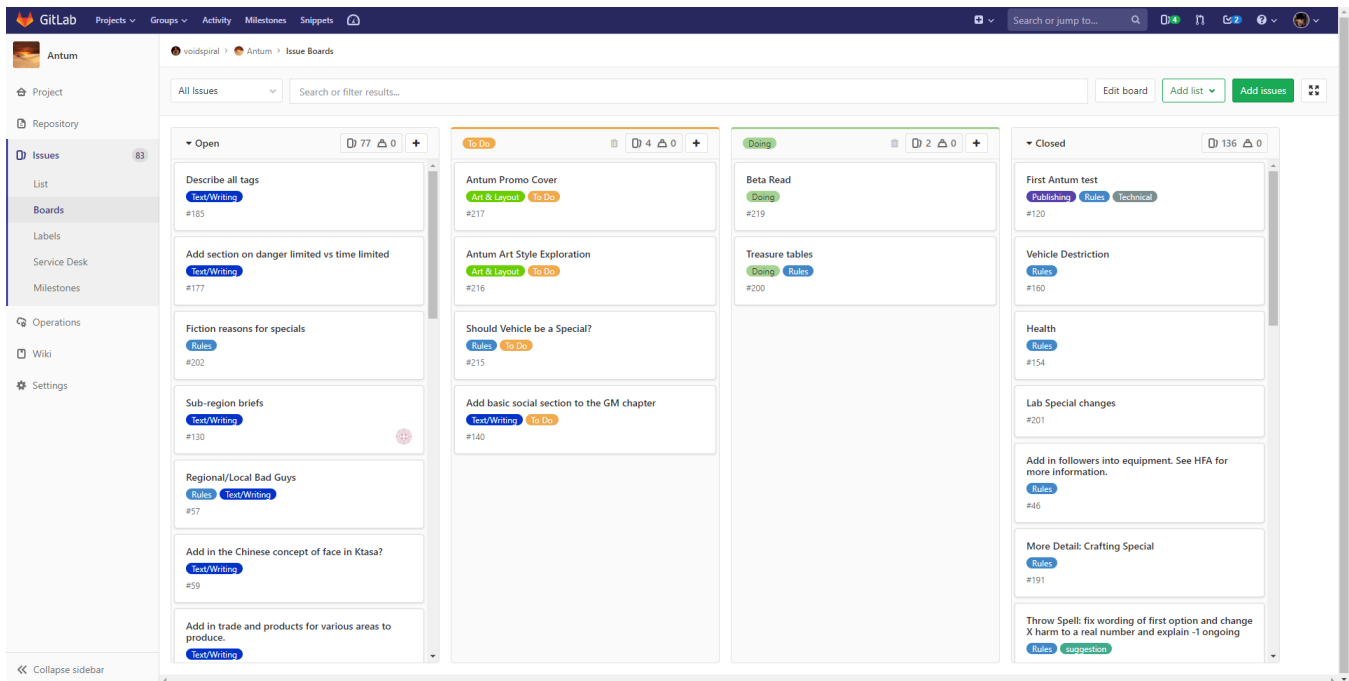 GitLab Projects Groups Activity Milestones Snippets Search or jump to... 4 2
Antum
voidspiral > Antum > Issue Boards
Project
Repository
Issues 83
List
Boards
Labels
Service Desk
Milestones
Operations
Wiki
Settings
Collapse sidebar
All Issues Search or filter results... Edit board Add list Add issues
Open 77 0
Describe all tags
Text/Writing
#185
Add section on danger limited vs time limited
Text/Writing
#177
Fiction reasons for specials
Rules
#202
Sub-region briefs
Text/Writing
#130
Regional/Local Bad Guys
Rules Text/Writing
#57
Add in the Chinese concept of face in Ktasa?
Text/Writing
#59
Add in trade and products for various areas to
produce.
Text/Writing
To Do 4 0
Antum Promo Cover
Art & Layout To Do
#217
Antum Art Style Exploration
Art & Layout To Do
#216
Should Vehicle be a Special?
Rules To Do
#215
Add basic social section to the GM chapter
Text/Writing To Do
#140
Doing 2 0
Beta Read
Doing
#219
Treasure tables
Doing Rules
#200
Closed 136 0
First Antum test
Publishing Rules Technical
#120
Vehicle Destriction
Rules
#160
Health
Rules
#154
Lab Special changes
#201
Add in followers into equipment. See HFA for
more information.
Rules
#46
More Detail: Crafting Special
Rules
#191
Throw Spell: fix wording of first option and change
X harm to a real number and explain -1 ongoing
Rules suggestion